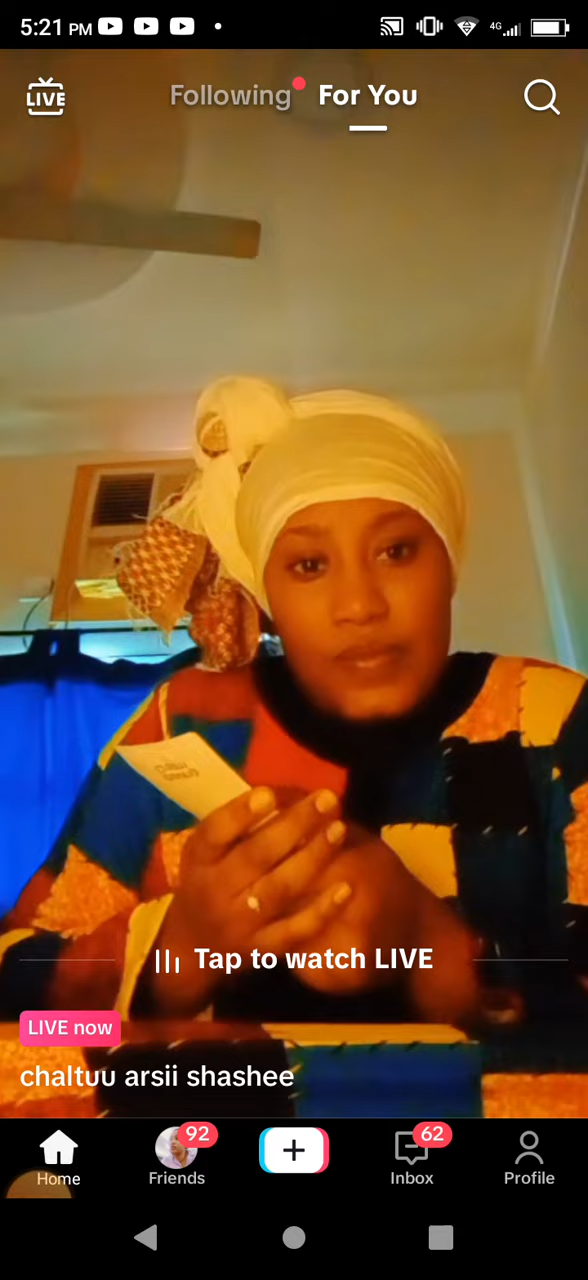 5:21 PM
4G
LIVE
Following
For You
Tap to watch LIVE
LIVE now
chaltuu arsii shashee
92
62
Home
Friends
Inbox
Profile